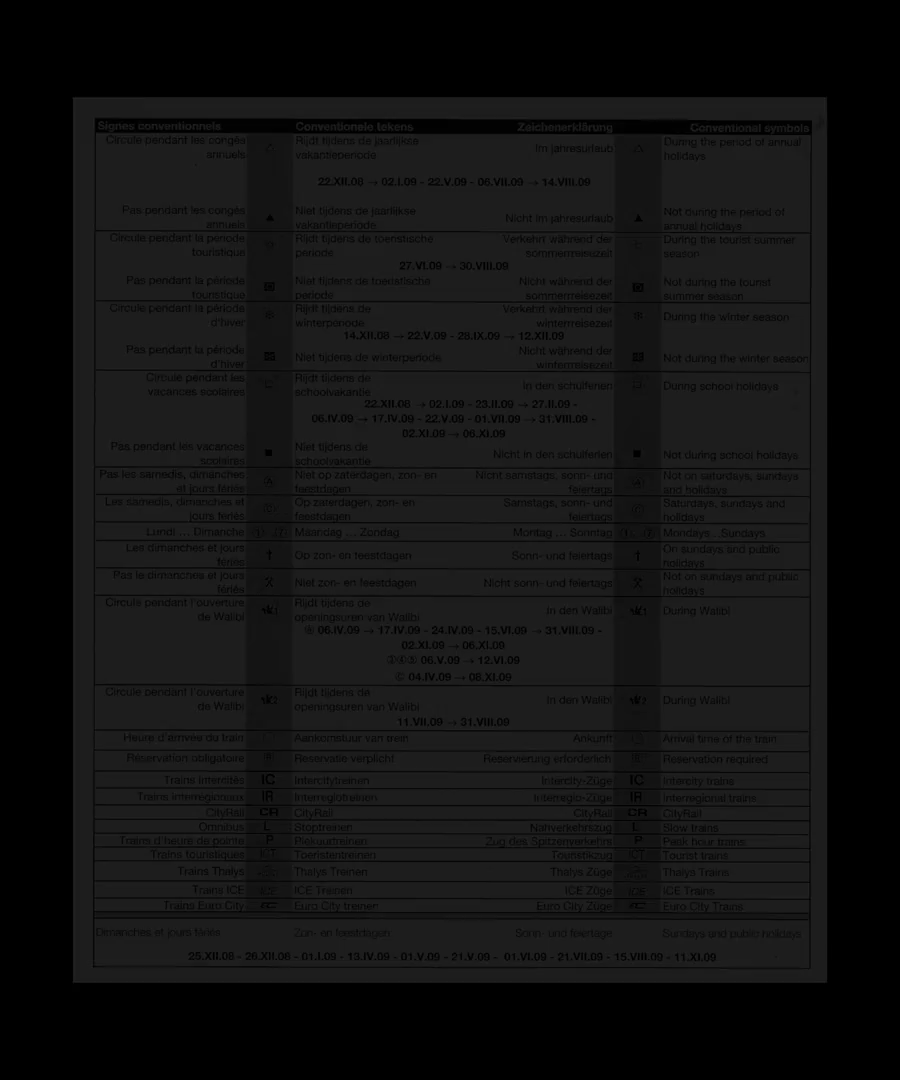 Signes conventionnels Conventionele tekens Zeichenerklärung Conventional symbols
Circule pendant les congés Rijdt tijdens de jaarlijkse Im jahresurlaub During the period of annual
annuels vakantieperiode holidays
22.XII.08 → 02.I.09 - 22.V.09 - 06.VII.09 → 14.VIII.09
Pas pendant les congés Niet tijdens de jaarlijkse Nicht im jahresurlaub Not during the period of
annuels ▲ vakantieperiode ▲ annual holidays
Circule pendant la période Rijdt tijdens de toeristische Verkehrt während der During the tourist summer
touristique periode sommerreisezeit season
27.VI.09 → 30.VIII.09
Pas pendant la période Niet tijdens de toeristische Nicht während der Not during the tourist
touristique periode sommerreisezeit summer season
Circule pendant la période Rijdt tijdens de Verkehrt während der During the winter season
d'hiver winterperiode winterreisezeit
14.XII.08 → 22.V.09 - 28.IX.09 → 12.XII.09
Pas pendant la période Niet tijdens de winterperiode Nicht während der Not during the winter season
d'hiver winterreisezeit
Circule pendant les Rijdt tijdens de In den schulferien During school holidays
vacances scolaires schoolvakantie
22.XII.08 → 02.I.09 - 23.II.09 → 27.II.09 -
06.IV.09 → 17.IV.09 - 22.V.09 - 01.VII.09 → 31.VIII.09 -
02.XI.09 → 06.XI.09
Pas pendant les vacances Niet tijdens de Nicht in den schulferien Not during school holidays
scolaires ■ schoolvakantie ■
Pas les samedis, dimanches Niet op zaterdagen, zon- en Nicht samstags, sonn- und Not on saturdays, sundays
et jours fériés Ⓐ feestdagen feiertags Ⓐ and holidays
Les samedis, dimanches et Op zaterdagen, zon- en Samstags, sonn- und Saturdays, sundays and
jours fériés feestdagen feiertags holidays
Lundi ... Dimanche ①...⑦ Maandag ... Zondag Montag ... Sonntag ①...⑦ Mondays...Sundays
Les dimanches et jours † Op zon- en feestdagen Sonn- und feiertags † On sundays and public
fériés holidays
Pas le dimanches et jours Niet zon- en feestdagen Nicht sonn- und feiertags Not on sundays and public
fériés holidays
Circule pendant l'ouverture Rijdt tijdens de In den Walibi During Walibi
de Walibi openingsuren van Walibi
06.IV.09 → 17.IV.09 - 24.IV.09 - 15.VI.09 → 31.VIII.09 -
02.XI.09 → 06.XI.09
③④⑤ 06.V.09 → 12.VI.09
© 04.IV.09 → 08.XI.09
Circule pendant l'ouverture Rijdt tijdens de In den Walibi During Walibi
de Walibi openingsuren van Walibi
11.VII.09 → 31.VIII.09
Heure d'arrivée du train Aankomstuur van trein Ankunft Arrival time of the train
Réservation obligatoire Reservatie verplicht Reservierung erforderlich Reservation required
Trains intercités IC Intercitytreinen Intercity-Züge IC Intercity trains
Trains interrégionaux IR Interregiotreinen Interregio-Züge IR Interregional trains
CityRail CR CityRail CityRail CR CityRail
Omnibus L Stoptreinen Nahverkehrszug L Slow trains
Trains d'heure de pointe P Piekuurtreinen Zug des Spitzenverkehrs P Peak hour trains
Trains touristiques ICT Toeristentreinen Touristikzug ICT Tourist trains
Trains Thalys Thalys Treinen Thalys Züge Thalys Trains
Trains ICE ICE ICE Treinen ICE Züge ICE ICE Trains
Trains Euro City EC Euro City treinen Euro City Züge EC Euro City Trains
Dimanches et jours fériés Zon- en feestdagen Sonn- und feiertage Sundays and public holidays
25.XII.08 - 26.XII.08 - 01.I.09 - 13.IV.09 - 01.V.09 - 21.V.09 - 01.VI.09 - 21.VII.09 - 15.VIII.09 - 11.XI.09